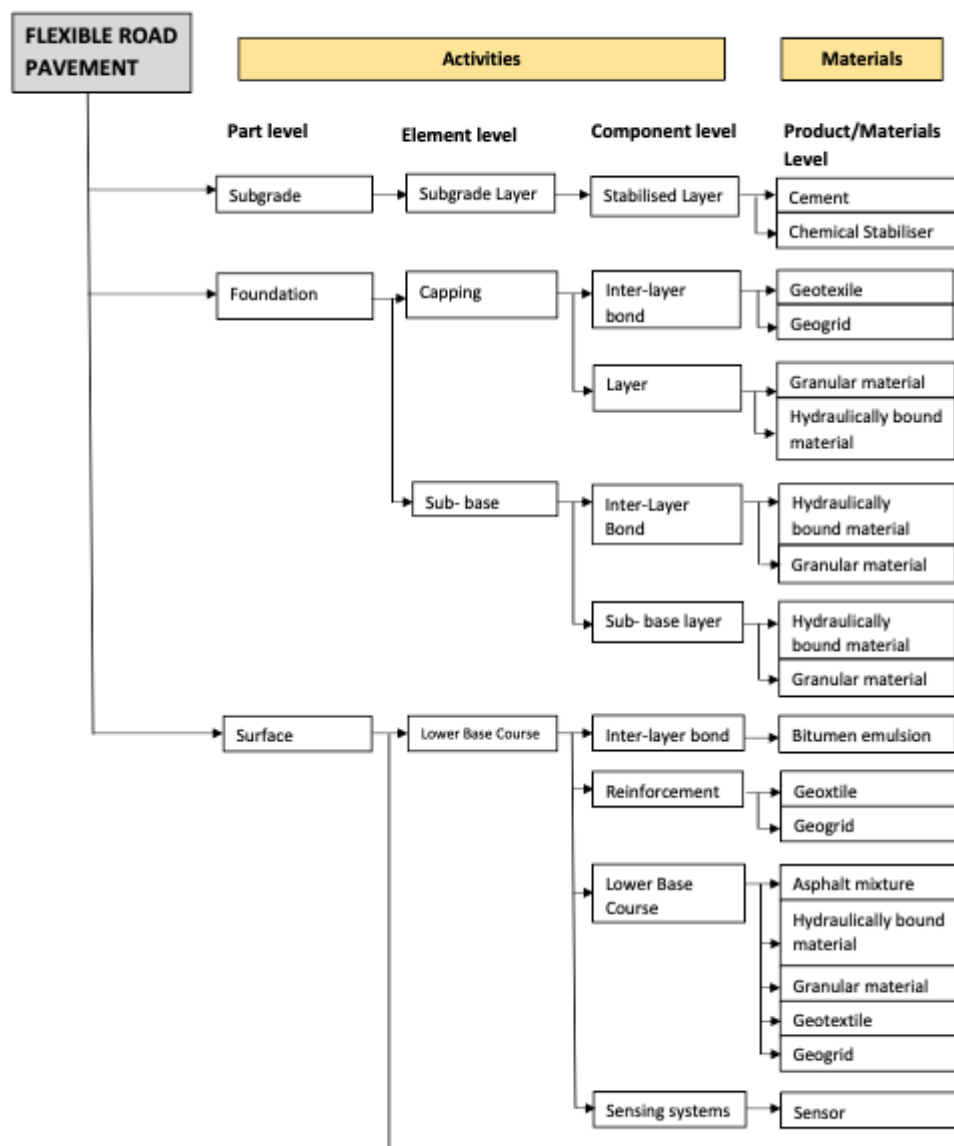 FLEXIBLE ROAD
PAVEMENT
Activities
Materials
Part level
Element level
Component level
Product/Materials
Level
Subgrade
Subgrade Layer
Stabilised Layer
Cement
Chemical Stabiliser
Foundation
Capping
Inter-layer
bond
Geotexile
Geogrid
Layer
Granular material
Hydraulically bound
material
Sub- base
Inter-Layer
Bond
Hydraulically
bound material
Granular material
Sub- base layer
Hydraulically
bound material
Granular material
Surface
Lower Base Course
Inter-layer bond
Bitumen emulsion
Reinforcement
Geoxtile
Geogrid
Lower Base
Course
Asphalt mixture
Hydraulically bound
material
Granular material
Geotextile
Geogrid
Sensing systems
Sensor